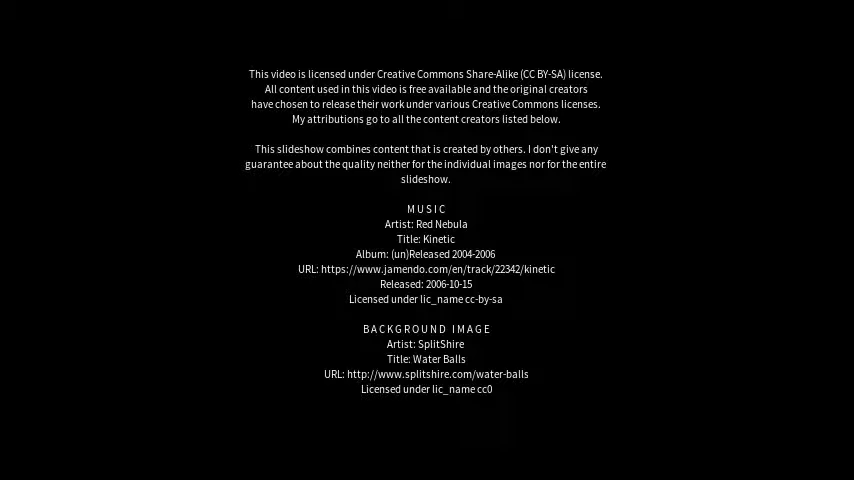 This video is licensed under Creative Commons Share-Alike (CC BY-SA) license.
All content used in this video is free available and the original creators
have chosen to release their work under various Creative Commons licenses.
My attributions go to all the content creators listed below.
This slideshow combines content that is created by others. I don't give any
guarantee about the quality neither for the individual images nor for the entire
slideshow.
MUSIC
Artist: Red Nebula
Title: Kinetic
Album: (un)Released 2004-2006
URL: https://www.jamendo.com/en/track/22342/kinetic
Released: 2006-10-15
Licensed under lic_name cc-by-sa
BACKGROUND IMAGE
Artist: SplitShire
Title: Water Balls
URL: http://www.splitshire.com/water-balls
Licensed under lic_name cc0